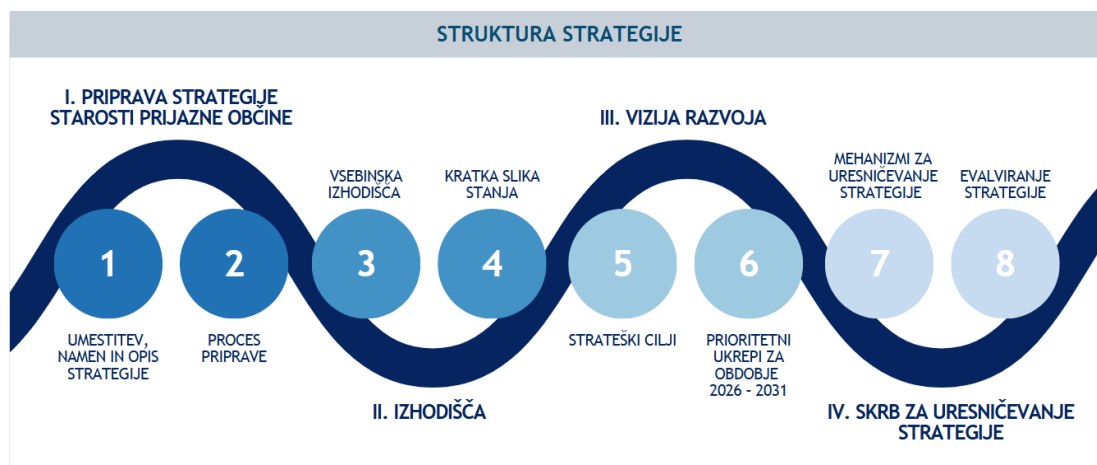 STRUKTURA STRATEGIJE
I. PRIPRAVA STRATEGIJE
STAROSTI PRIJAZNE OBČINE
1
UMESTITEV,
NAMEN IN OPIS
STRATEGIJE
2
PROCES
PRIPRAVE
VSEBINSKA
IZHODIŠČA
3
KRATKA SLIKA
STANJA
4
II. IZHODIŠČA
III. VIZIJA RAZVOJA
5
STRATEŠKI CILJI
6
PRIORITETNI
UKREPI ZA
OBDOBJE
2026 - 2031
MEHANIZMI ZA
URESNIČEVANJE
STRATEGIJE
7
EVALVIRANJE
STRATEGIJE
8
IV. SKRB ZA URESNIČEVANJE
STRATEGIJE